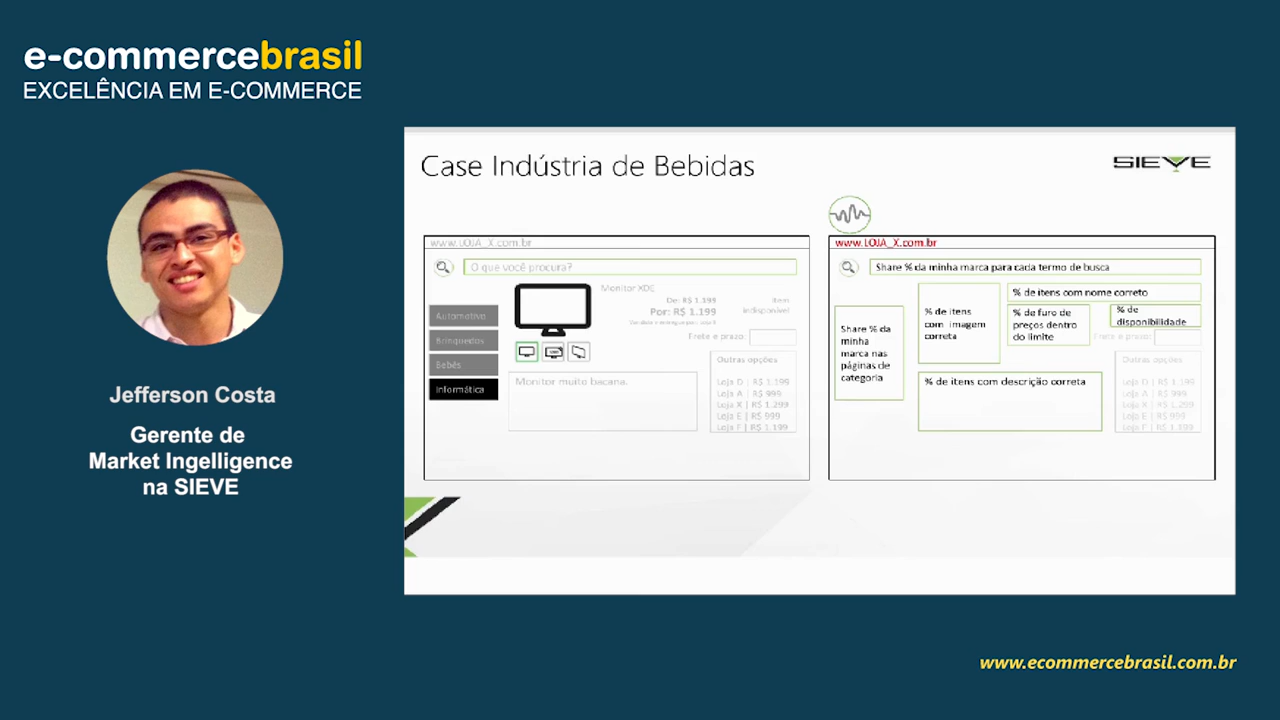 e-commercebrasil
EXCELÊNCIA EM E-COMMERCE
Jefferson Costa
Gerente de
Market Ingelligence
na SIEVE
Case Indústria de Bebidas
SIEVE
www.LOJA_X.com.br
O que você procura?
Automotivo
Brinquedos
Bebês
Informática
Monitor XDE
De: R$ 1.199
Por: R$ 1.199
Item
Indisponível
Frete e prazo:
Monitor muito bacana.
Outras opções
Loja D | R$ 1.199
Loja A | R$ 999
Loja X | R$ 1.299
Loja E | R$ 999
Loja F | R$ 1.199
www.LOJA_X.com.br
Share % da minha marca para cada termo de busca
Share % da
minha
marca nas
páginas de
categoria
% de itens
com imagem
correta
% de itens com nome correto
% de furo de
preços dentro
do limite
% de
disponibilidade
Frete e prazo:
% de itens com descrição correta
Outras opções
Loja D | R$ 1.199
Loja A | R$ 999
Loja X | R$ 1.299
Loja E | R$ 999
Loja F | R$ 1.199
www.ecommercebrasil.com.br